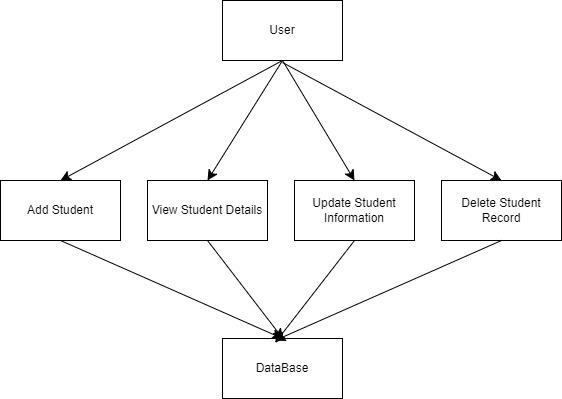 User
Add Student
View Student Details
Update Student
Information
Delete Student
Record
DataBase